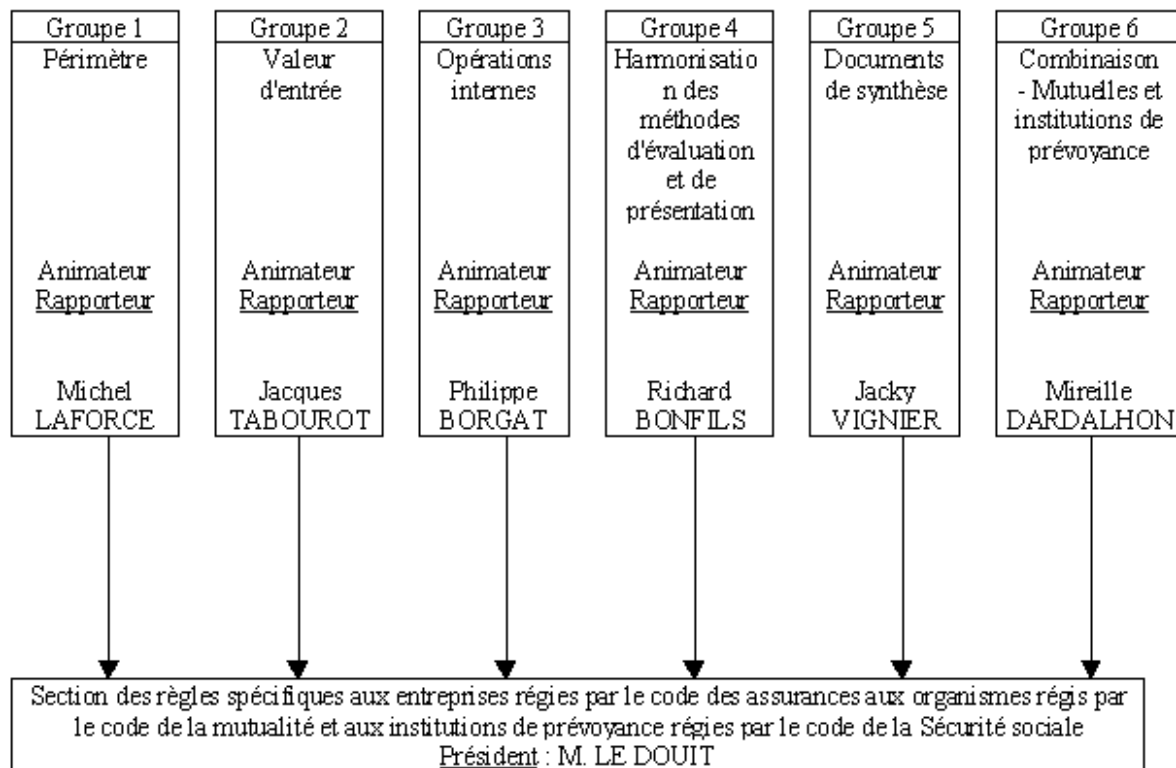 Groupe 1
Périmètre
Animateur
Rapporteur
Michel
LAFORCE
Groupe 2
Valeur
d'entrée
Animateur
Rapporteur
Jacques
TABOUROT
Groupe 3
Opérations
internes
Animateur
Rapporteur
Philippe
BORGAT
Groupe 4
Harmonisatio
n des
méthodes
d'évaluation
et de
présentation
Animateur
Rapporteur
Richard
BONFILS
Groupe 5
Documents
de synthèse
Animateur
Rapporteur
Jacky
VIGNIER
Groupe 6
Combinaison
- Mutuelles et
institutions de
prévoyance
Animateur
Rapporteur
Mireille
DARDALHON
Section des règles spécifiques aux entreprises régies par le code des assurances aux organismes régis par
le code de la mutualité et aux institutions de prévoyance régies par le code de la Sécurité sociale
Président : M. LE DOUIT